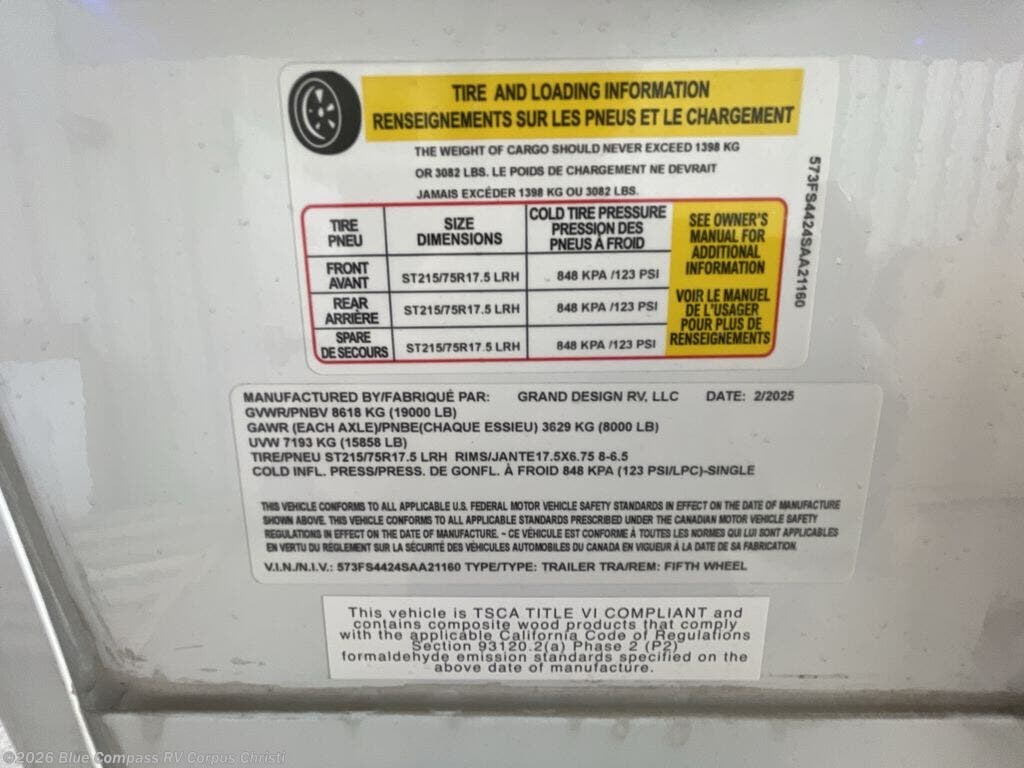 TIRE AND LOADING INFORMATION
RENSEIGNEMENTS SUR LES PNEUS ET LE CHARGEMENT
THE WEIGHT OF CARGO SHOULD NEVER EXCEED 1398 KG
OR 3082 LBS. LE POIDS DE CHARGEMENT NE DEVRAIT
JAMAIS EXCÉDER 1398 KG OU 3082 LBS.
TIRE
PNEU
SIZE
DIMENSIONS
COLD TIRE PRESSURE
PRESSION DES
PNEUS À FROID
FRONT
AVANT
ST215/75R17.5 LRH
848 KPA /123 PSI
REAR
ARRIÈRE
ST215/75R17.5 LRH
848 KPA /123 PSI
SPARE
DE SECOURS
ST215/75R17.5 LRH
848 KPA /123 PSI
SEE OWNER'S
MANUAL FOR
ADDITIONAL
INFORMATION
VOIR LE MANUEL
DE L'USAGER
POUR PLUS DE
RENSEIGNEMENTS
573FS4424SAA21160
MANUFACTURED BY/FABRIQUÉ PAR: GRAND DESIGN RV, LLC DATE: 2/2025
GVWR/PNBV 8618 KG (19000 LB)
GAWR (EACH AXLE)/PNBE(CHAQUE ESSIEU) 3629 KG (8000 LB)
UVW 7193 KG (15858 LB)
TIRE/PNEU ST215/75R17.5 LRH RIMS/JANTE17.5X6.75 8-6.5
COLD INFL. PRESS/PRESS. DE GONFL. À FROID 848 KPA (123 PSI/LPC)-SINGLE
THIS VEHICLE CONFORMS TO ALL APPLICABLE U.S. FEDERAL MOTOR VEHICLE SAFETY STANDARDS IN EFFECT ON THE DATE OF MANUFACTURE
SHOWN ABOVE. THIS VEHICLE CONFORMS TO ALL APPLICABLE STANDARDS PRESCRIBED UNDER THE CANADIAN MOTOR VEHICLE SAFETY
REGULATIONS IN EFFECT ON THE DATE OF MANUFACTURE. ~ CE VÉHICULE EST CONFORME À TOUTES LES NORMES QUI LUI SONT APPLICABLES
EN VERTU DU RÈGLEMENT SUR LA SÉCURITÉ DES VÉHICULES AUTOMOBILES DU CANADA EN VIGUEUR À LA DATE DE SA FABRICATION.
V.I.N./N.I.V.: 573FS4424SAA21160 TYPE/TYPE: TRAILER TRA/REM: FIFTH WHEEL
This vehicle is TSCA TITLE VI COMPLIANT and
contains composite wood products that comply
with the applicable California Code of Regulations
Section 93120.2(a) Phase 2 (P2)
formaldehyde emission standards specified on the
above date of manufacture.
©2026 Blue Compass RV Corpus Christi